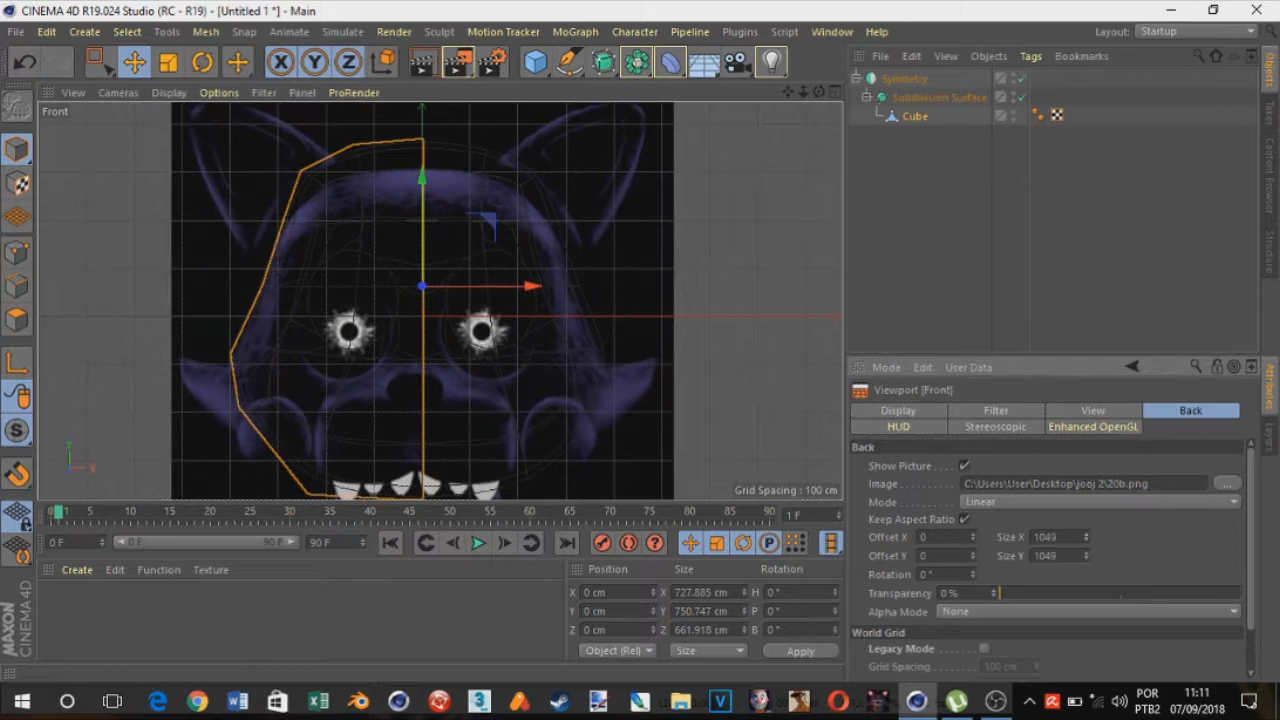 CINEMA 4D R19.024 Studio (RC - R19) - [Untitled 1 *] - Main
File Edit Create Select Tools Mesh Snap Animate Simulate Render Sculpt Motion Tracker MoGraph Character Pipeline Plugins Script Window Help Layout: Startup
X Y Z
File Edit View Objects Tags Bookmarks
View Cameras Display Options Filter Panel ProRender
Front
Symmetry
Subdivision Surface
Cube
Objects
Takes
Content Browser
Structure
Mode Edit User Data
Viewport [Front]
Display Filter View Back
HUD Stereoscopic Enhanced OpenGL
Back
Show Picture
Image C:\Users\User\Desktop\jooj 2\20b.png ...
Mode Linear
Keep Aspect Ratio
Offset X 0 Size X 1049
Offset Y 0 Size Y 1049
Rotation 0 °
Transparency 0 %
Alpha Mode None
World Grid
Legacy Mode
Grid Spacing 100 cm
Attributes
Layers
Y
X
Grid Spacing : 100 cm
0 5 10 15 20 25 30 35 40 45 50 55 60 65 70 75 80 85 90 1 F
0 F 0 F 90 F 90 F
Create Edit Function Texture
Position Size Rotation
X 0 cm X 727.885 cm H 0 °
Y 0 cm Y 750.747 cm P 0 °
Z 0 cm Z 661.918 cm B 0 °
Object (Rel) Size Apply
MAXON CINEMA 4D
POR
PTB2
11:11
07/09/2018